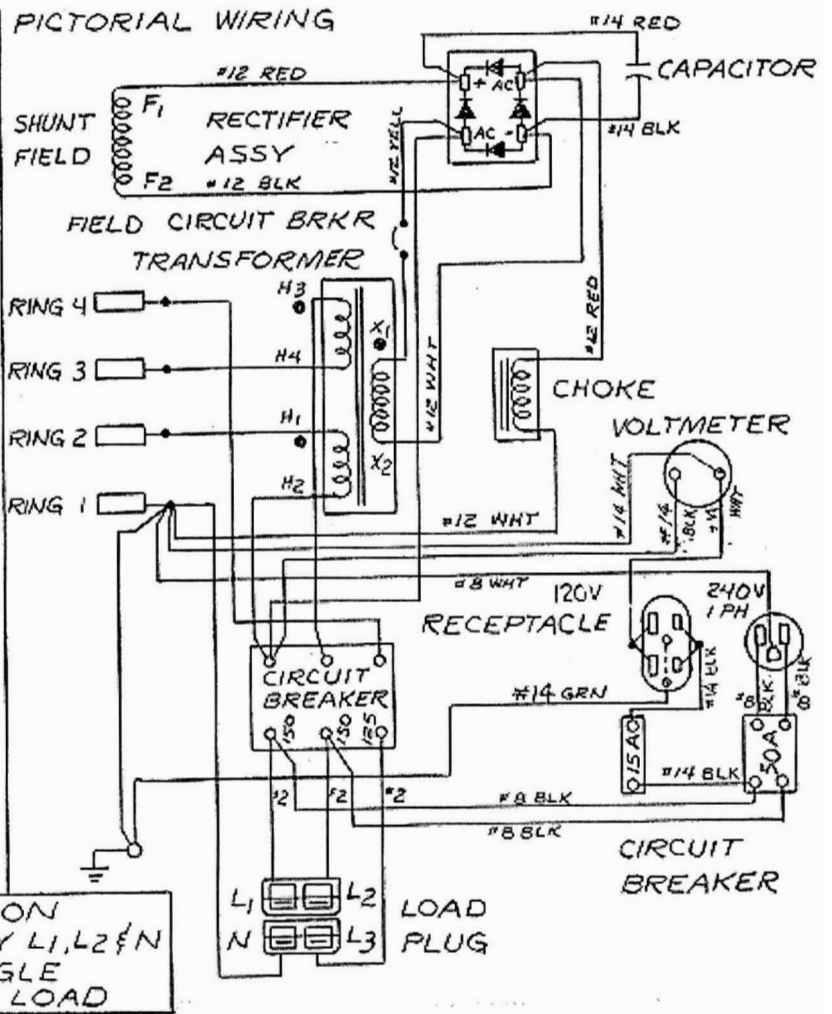 PICTORIAL WIRING
#14 RED
#12 RED
+ AC
CAPACITOR
F1
SHUNT
FIELD
RECTIFIER
ASSY
#12 YELL
AC -
#14 BLK
F2
#12 BLK
FIELD CIRCUIT BRKR
TRANSFORMER
RING 4
H3
X1
#12 RED
RING 3
H4
#12 WHT
CHOKE
RING 2
H1
VOLTMETER
H2
X2
RING 1
#14 WHT
#14
BLK
WHT
#12 WHT
#8 WHT
120V
RECEPTACLE
240V
1 PH
CIRCUIT
BREAKER
#14 GRN
#14 BLK
#8
BLK
#8 BLK
150
150
125
15A
50A
#14 BLK
#2
#2
#2
#8 BLK
#8 BLK
CIRCUIT
BREAKER
L1
L2
LOAD
PLUG
N
L3
ON
Y L1, L2 & N
GLE
LOAD